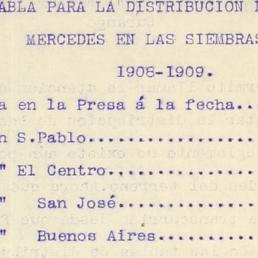 TABLA PARA LA DISTRIBUCION
MERCEDES EN LAS SIEMBRAS
1908-1909.
a en la Presa á la fecha..
n S.Pablo............
" El Centro...........
" San José..........
" Buenos Aires.......